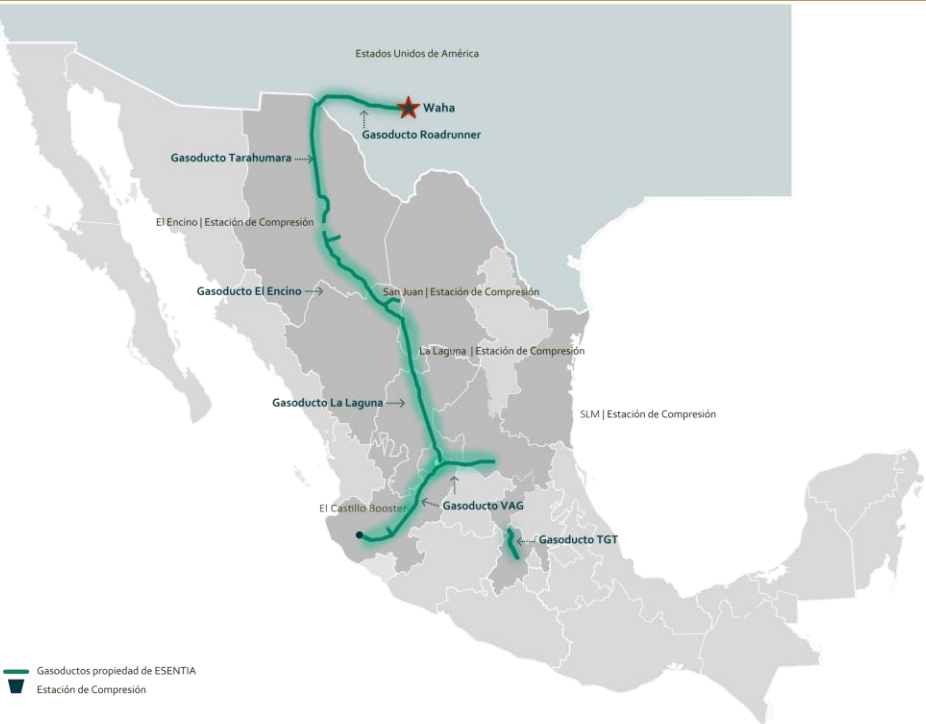 Estados Unidos de América
Waha
Gasoducto Roadrunner
Gasoducto Tarahumara
El Encino | Estación de Compresión
Gasoducto El Encino
San Juan | Estación de Compresión
La Laguna | Estación de Compresión
Gasoducto La Laguna
SLM | Estación de Compresión
Gasoducto VAG
El Castillo Booster
Gasoducto TGT
Gasoductos propiedad de ESENTIA
Estación de Compresión